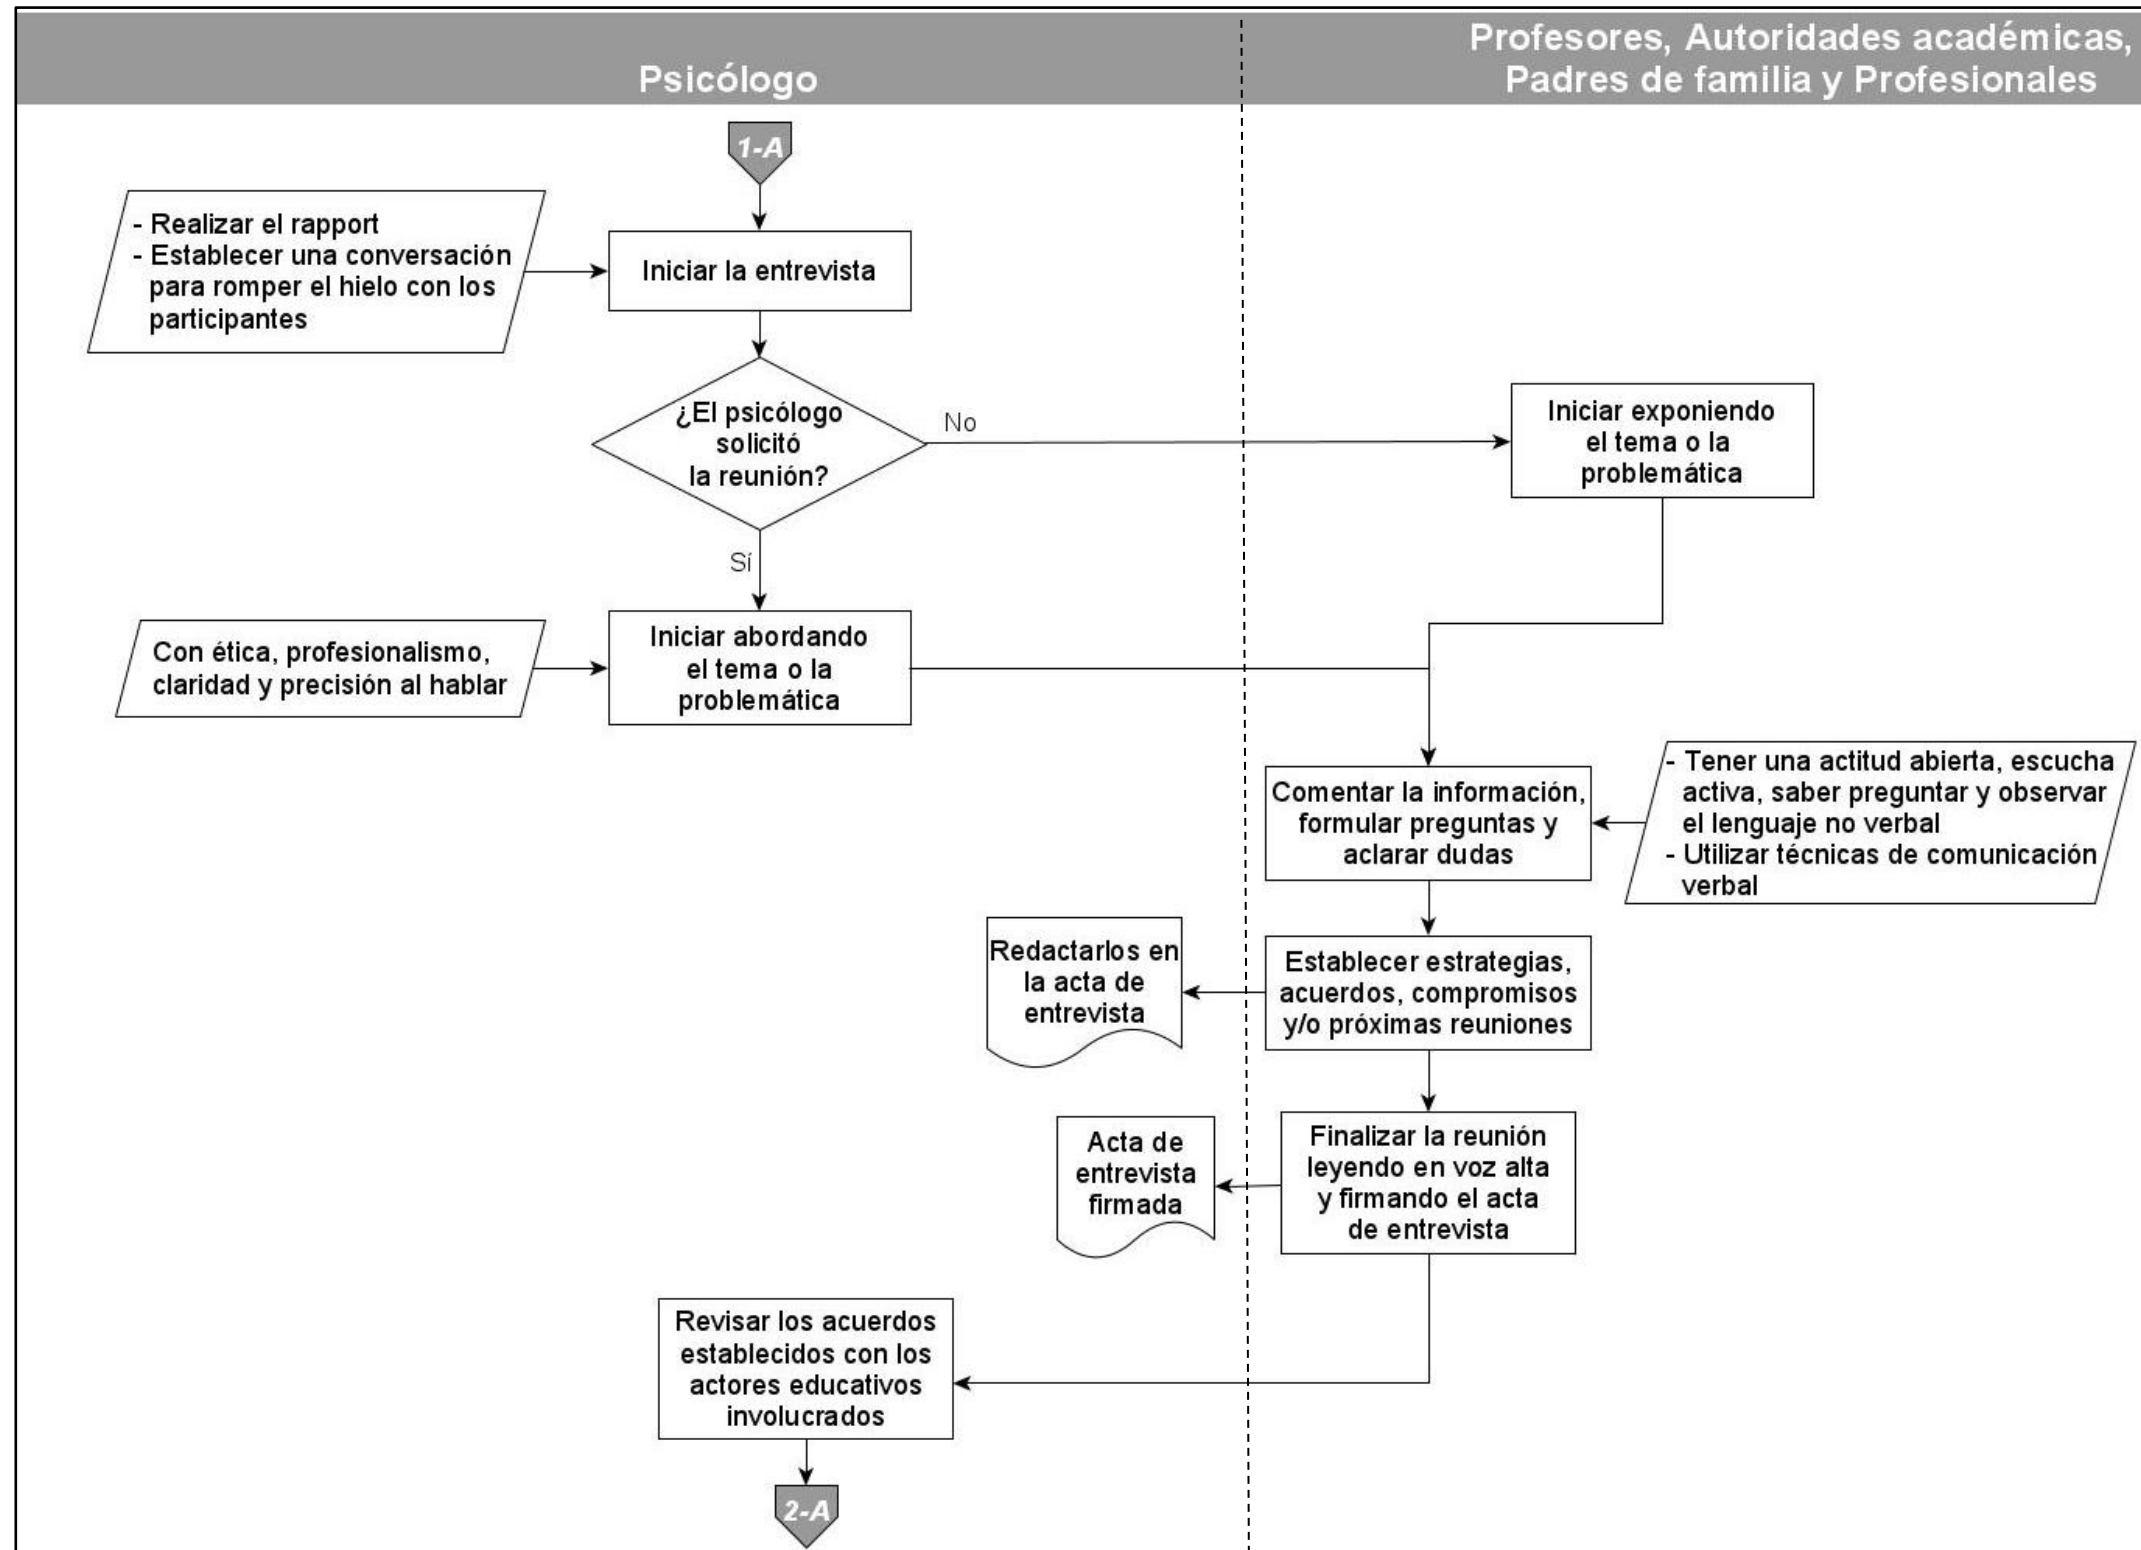 Psicólogo
Profesores, Autoridades académicas,
Padres de familia y Profesionales
1-A
- Realizar el rapport
- Establecer una conversación
para romper el hielo con los
participantes
Iniciar la entrevista
¿El psicólogo
solicitó
la reunión?
No
Iniciar exponiendo
el tema o la
problemática
Sí
Con ética, profesionalismo,
claridad y precisión al hablar
Iniciar abordando
el tema o la
problemática
Comentar la información,
formular preguntas y
aclarar dudas
- Tener una actitud abierta, escucha
activa, saber preguntar y observar
el lenguaje no verbal
- Utilizar técnicas de comunicación
verbal
Redactarlos en
la acta de
entrevista
Establecer estrategias,
acuerdos, compromisos
y/o próximas reuniones
Acta de
entrevista
firmada
Finalizar la reunión
leyendo en voz alta
y firmando el acta
de entrevista
Revisar los acuerdos
establecidos con los
actores educativos
involucrados
2-A